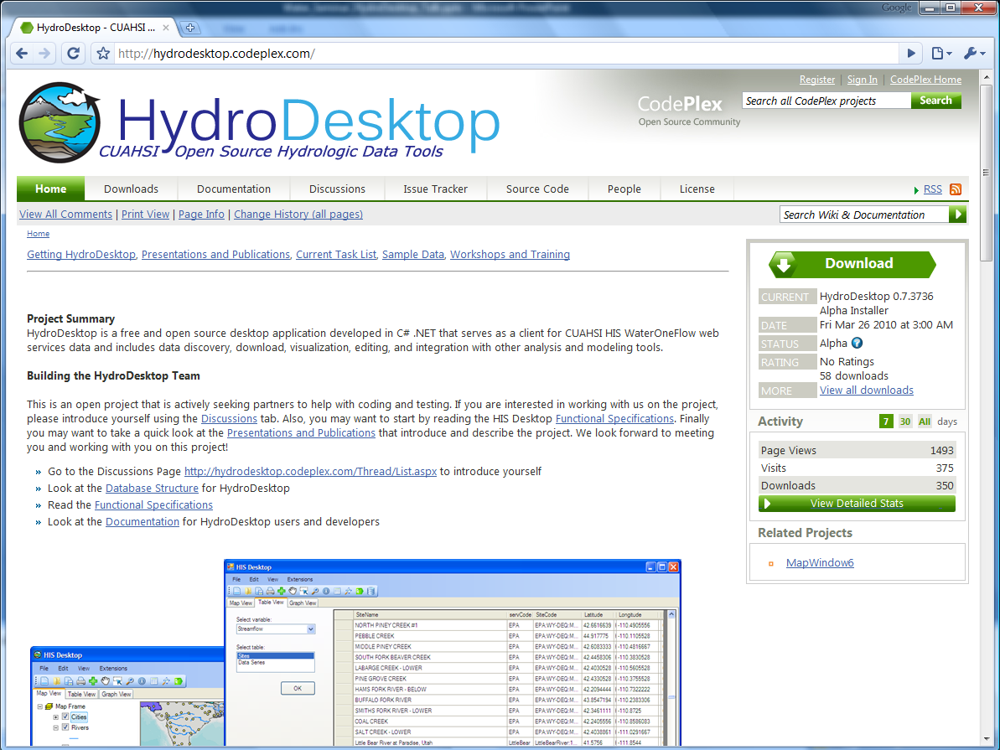 Google
HydroDesktop - CUAHSI ...
http://hydrodesktop.codeplex.com/
Register | Sign In | CodePlex Home
HydroDesktop
CUAHSI Open Source Hydrologic Data Tools
CodePlex
Open Source Community
Search all CodePlex projects
Search
Home Downloads Documentation Discussions Issue Tracker Source Code People License
RSS
View All Comments | Print View | Page Info | Change History (all pages)
Search Wiki & Documentation
Home
Getting HydroDesktop, Presentations and Publications, Current Task List, Sample Data, Workshops and Training
Project Summary
HydroDesktop is a free and open source desktop application developed in C# .NET that serves as a client for CUAHSI HIS WaterOneFlow web
services data and includes data discovery, download, visualization, editing, and integration with other analysis and modeling tools.
Building the HydroDesktop Team
This is an open project that is actively seeking partners to help with coding and testing. If you are interested in working with us on the project,
please introduce yourself using the Discussions tab. Also, you may want to start by reading the HIS Desktop Functional Specifications. Finally
you may want to take a quick look at the Presentations and Publications that introduce and describe the project. We look forward to meeting
you and working with you on this project!
» Go to the Discussions Page http://hydrodesktop.codeplex.com/Thread/List.aspx to introduce yourself
» Look at the Database Structure for HydroDesktop
» Read the Functional Specifications
» Look at the Documentation for HydroDesktop users and developers
Download
CURRENT HydroDesktop 0.7.3736
Alpha Installer
DATE Fri Mar 26 2010 at 3:00 AM
STATUS Alpha ?
RATING No Ratings
58 downloads
MORE View all downloads
Activity 7 30 All days
Page Views 1493
Visits 375
Downloads 350
View Detailed Stats
Related Projects
MapWindow6
HIS Desktop
File Edit View Extensions
Map View Table View Graph View
Select variable:
Streamflow
Select table:
Sites
Data Series
OK
SiteName servCode SiteCode Latitude Longitude
NORTH PINEY CREEK #1 EPA EPA:WY-DEQ:M... 42.6616639 -110.4905556
PEBBLE CREEK EPA EPA:WY-DEQ:M... 44.917775 -110.1105528
MIDDLE PINEY CREEK EPA EPA:WY-DEQ:M... 42.6083333 -110.4816667
SOUTH FORK BEAVER CREEK EPA EPA:WY-DEQ:M... 42.4458306 -110.3830528
LABARGE CREEK - LOWER EPA EPA:WY-DEQ:M... 42.4030528 -110.5605528
PINE GROVE CREEK EPA EPA:WY-DEQ:M... 42.4330528 -110.3755528
HAMS FORK RIVER - BELOW EPA EPA:WY-DEQ:M... 42.2094444 -110.7322222
BUFFALO FORK RIVER EPA EPA:WY-DEQ:M... 43.8547194 -110.2383306
SMITHS FORK RIVER - LOWER EPA EPA:WY-DEQ:M... 42.3461111 -110.8725
COAL CREEK EPA EPA:WY-DEQ:M... 42.2405556 -110.8586083
SALT CREEK - LOWER EPA EPA:WY-DEQ:M... 42.4038861 -111.0291667
Little Bear River at Paradise, Utah LittleBear LittleBearRiver:1... 41.5756 -111.8544
HIS Desktop
File Edit View Extensions
Map View Table View Graph View
Map Frame
Cities
Rivers